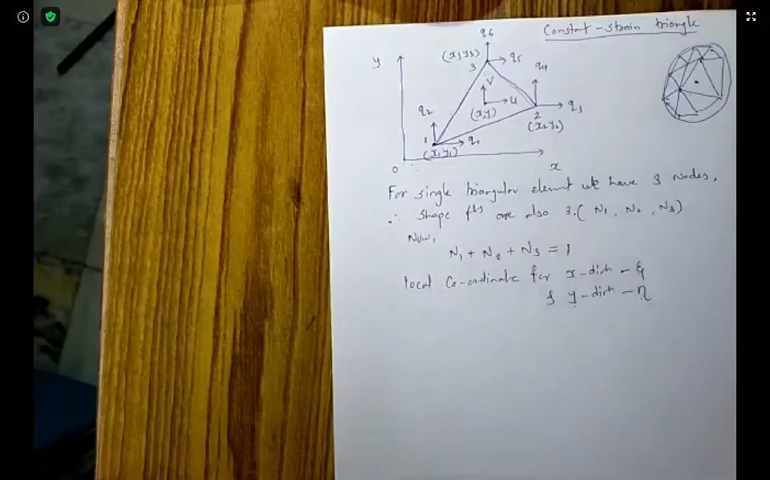 Constat-strain triangle
y
q6
(x3 y3)
3
q5
q4
V
u
(x,y)
q3
2
(x2 y2)
q2
1
q1
(x1 y1)
0
x
For single triangular elemnt we have 3 Nodes,
∴ Shape fns are also 3. ( N1, N2, N3)
Now,
N1 + N2 + N3 = 1
local Co-ordinate for x-dirn - ξ
& y-dirn - η